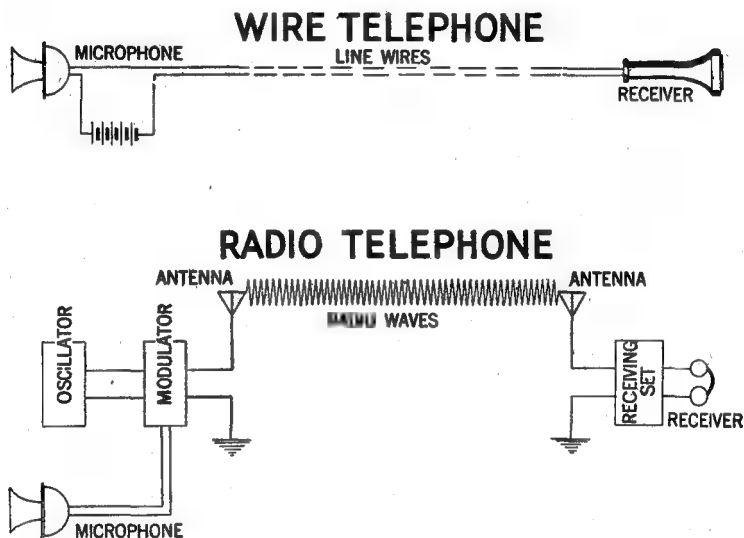 WIRE TELEPHONE
MICROPHONE
LINE WIRES
RECEIVER
RADIO TELEPHONE
ANTENNA
ANTENNA
WAVES
OSCILLATOR
MODULATOR
RECEIVING
SET
RECEIVER
MICROPHONE